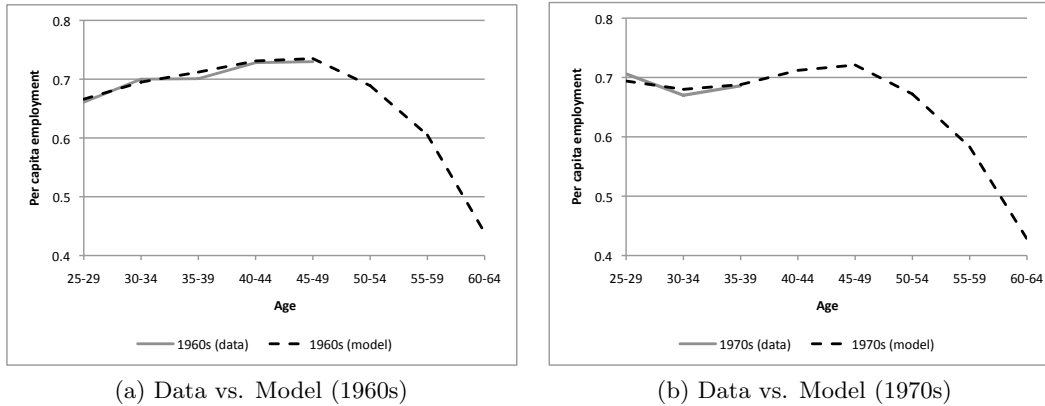 0.8
0.7
0.6
0.5
0.4
Per capita employment
25-29 30-34 35-39 40-44 45-49 50-54 55-59 60-64
Age
1960s (data) 1960s (model)
(a) Data vs. Model (1960s)
0.8
0.7
0.6
0.5
0.4
Per capita employment
25-29 30-34 35-39 40-44 45-49 50-54 55-59 60-64
Age
1970s (data) 1970s (model)
(b) Data vs. Model (1970s)